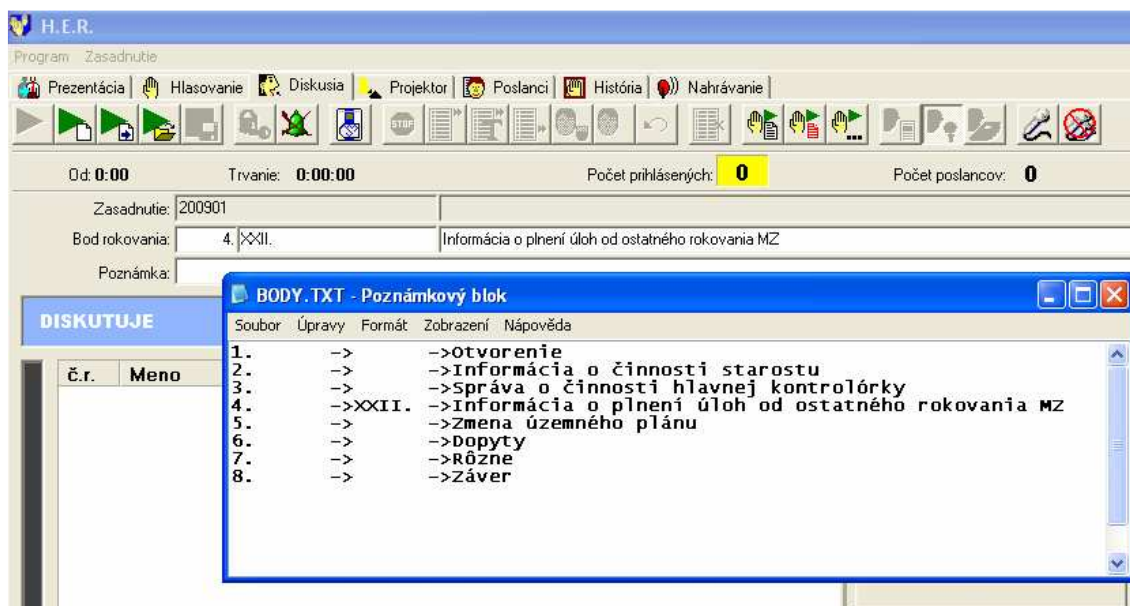 H.E.R.
Program Zasadnutie
Prezentácia Hlasovanie Diskusia Projektor Poslanci História Nahrávanie
STOP
Od: 0:00 Trvanie: 0:00:00 Počet prihlásených: 0 Počet poslancov: 0
Zasadnutie: 200901
Bod rokovania: 4. XXII. Informácia o plnení úloh od ostatného rokovania MZ
Poznámka:
BODY.TXT - Poznámkový blok
DISKUTUJE
Soubor Úpravy Formát Zobrazení Nápověda
č.r. Meno
1. -> ->Otvorenie
2. -> ->Informácia o činnosti starostu
3. -> ->Správa o činnosti hlavnej kontrolórky
4. ->XXII. ->Informácia o plnení úloh od ostatného rokovania MZ
5. -> ->Zmena územného plánu
6. -> ->Dopyty
7. -> ->Rôzne
8. -> ->Záver